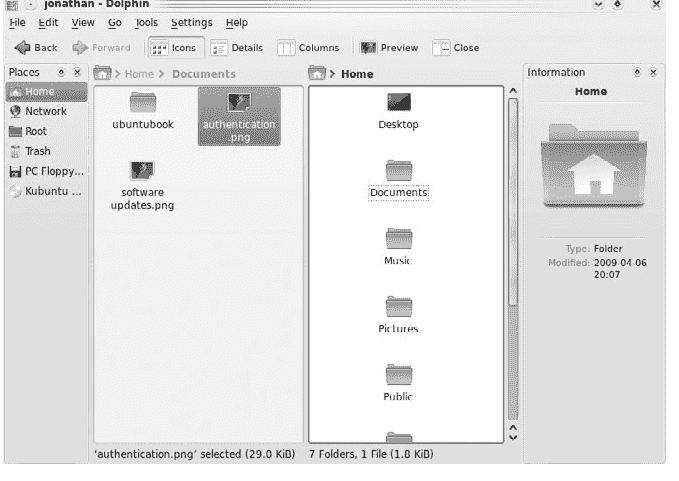 jonathan - Dolphin
File Edit View Go Tools Settings Help
Back Forward Icons Details Columns Preview Close
Places
Home
Network
Root
Trash
PC Floppy...
Kubuntu ...
Home Documents
ubuntubook
authentication
.png
software
updates.png
'authentication.png' selected (29.0 KiB)
Home
Desktop
Documents
Music
Pictures
Public
7 Folders, 1 File (1.8 KiB)
Information
Home
Type: Folder
Modified: 2009-04-06
20:07